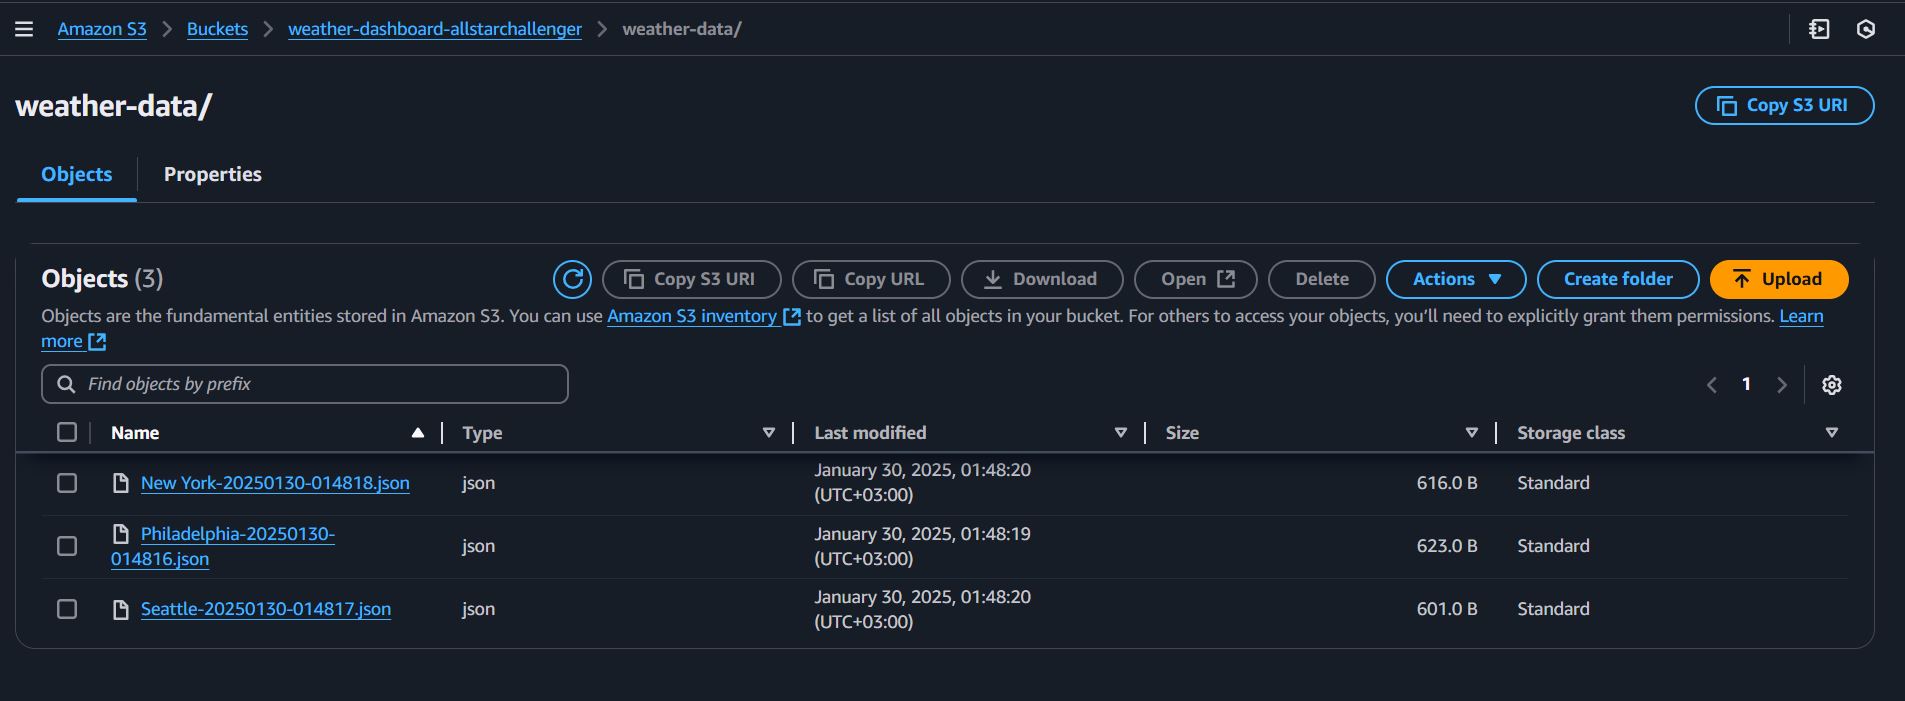 Amazon S3 > Buckets > weather-dashboard-allstarchallenger > weather-data/
weather-data/
Copy S3 URI
Objects Properties
Objects (3)
Copy S3 URI Copy URL Download Open Delete Actions Create folder Upload
Objects are the fundamental entities stored in Amazon S3. You can use Amazon S3 inventory to get a list of all objects in your bucket. For others to access your objects, you’ll need to explicitly grant them permissions. Learn
more
Find objects by prefix
1
Name Type Last modified Size Storage class
New York-20250130-014818.json json January 30, 2025, 01:48:20
(UTC+03:00) 616.0 B Standard
Philadelphia-20250130-
014816.json json January 30, 2025, 01:48:19
(UTC+03:00) 623.0 B Standard
Seattle-20250130-014817.json json January 30, 2025, 01:48:20
(UTC+03:00) 601.0 B Standard